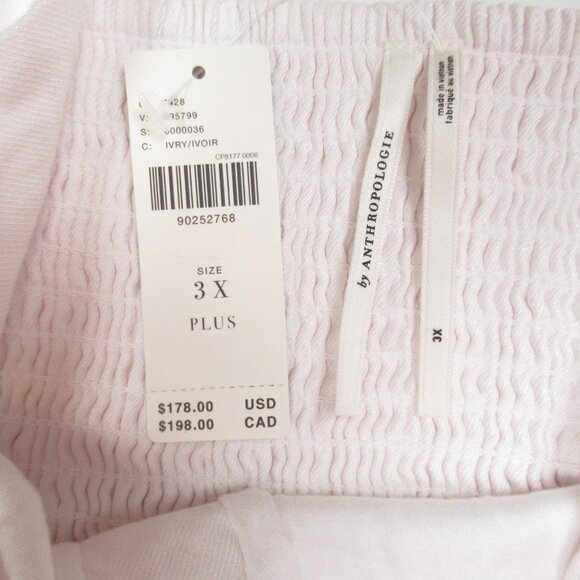 V:
S: 0000036
C: IVRY/IVOIR
CP8177 0006
90252768
SIZE
3 X
PLUS
$178.00 USD
$198.00 CAD
by ANTHROPOLOGIE
made in vietnam
fabriqué au vietnam
3X